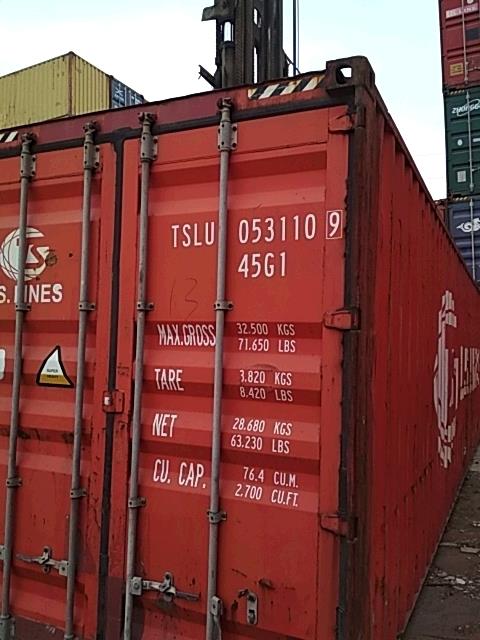 TSLU 053110 9
45G1
S. LINES
MAX.GROSS 32.500 KGS
71.650 LBS
TARE 3.820 KGS
8.420 LBS
NET 28.680 KGS
63.230 LBS
CU. CAP. 76.4 CU.M.
2.700 CU.FT.
13